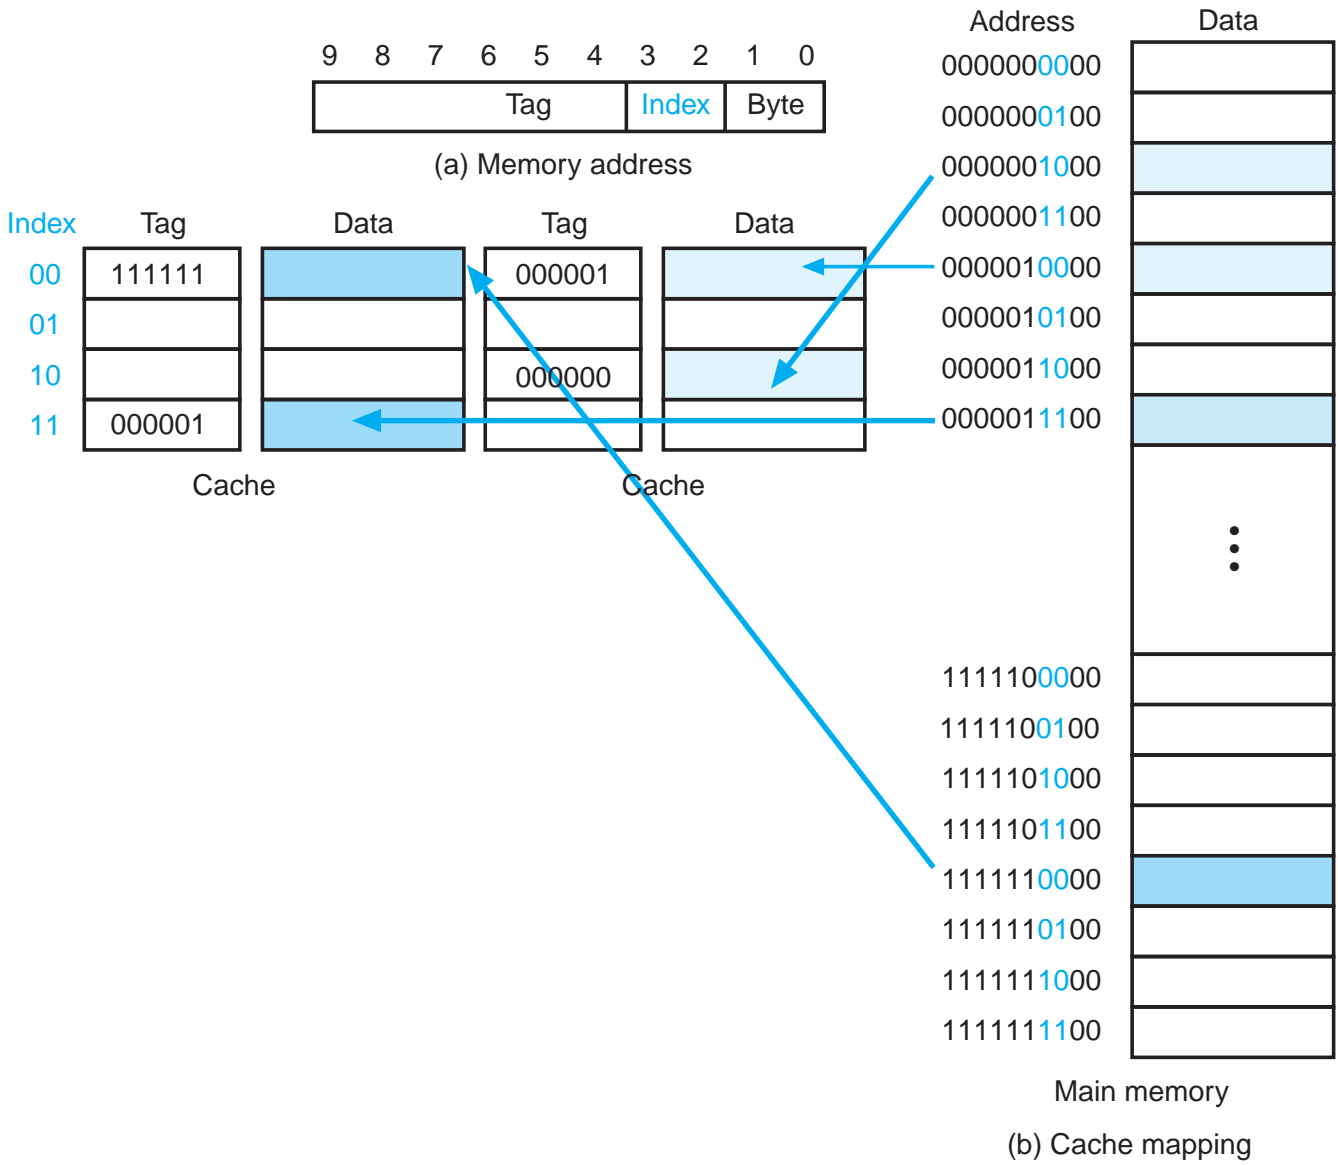 9 8 7 6 5 4 3 2 1 0
Tag Index Byte
(a) Memory address
Index Tag Data Tag Data
00 111111 000001
01
10 000000
11 000001
Cache Cache
Address Data
0000000000
0000000100
0000001000
0000001100
0000010000
0000010100
0000011000
0000011100
1111100000
1111100100
1111101000
1111101100
1111110000
1111110100
1111111000
1111111100
Main memory
(b) Cache mapping